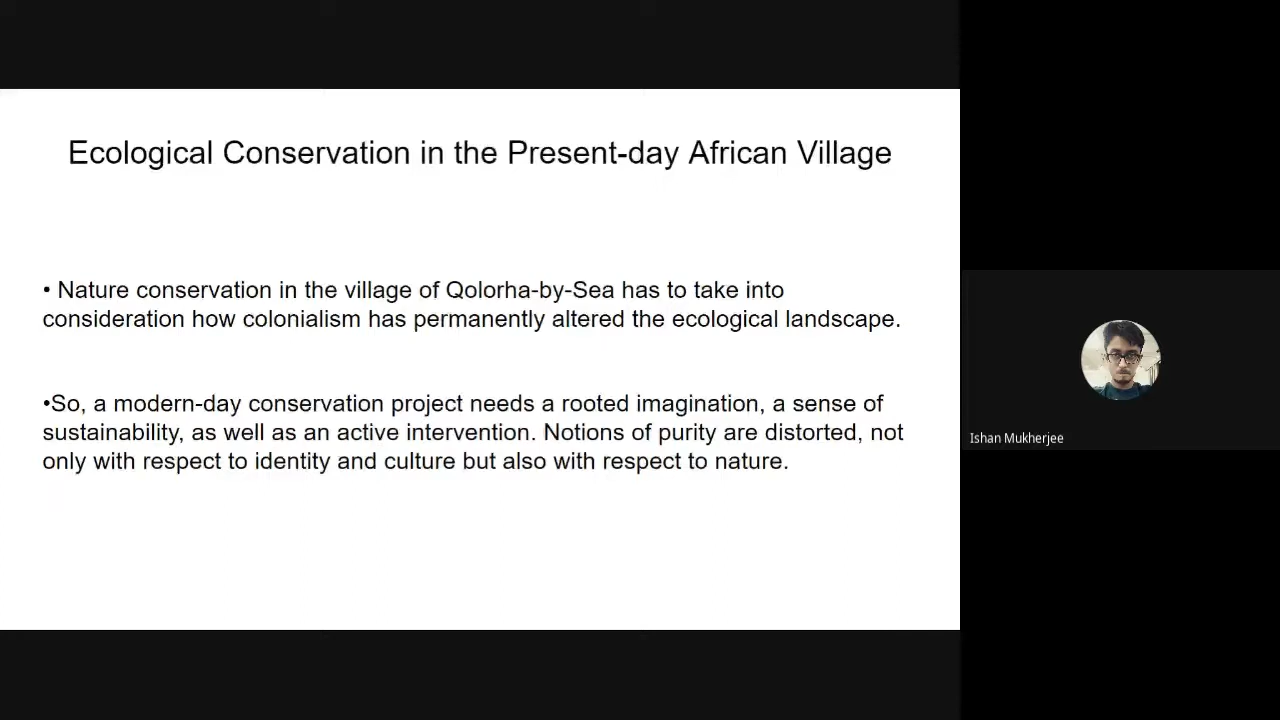 Ecological Conservation in the Present-day African Village
• Nature conservation in the village of Qolorha-by-Sea has to take into
consideration how colonialism has permanently altered the ecological landscape.
•So, a modern-day conservation project needs a rooted imagination, a sense of
sustainability, as well as an active intervention. Notions of purity are distorted, not
only with respect to identity and culture but also with respect to nature.
Ishan Mukherjee